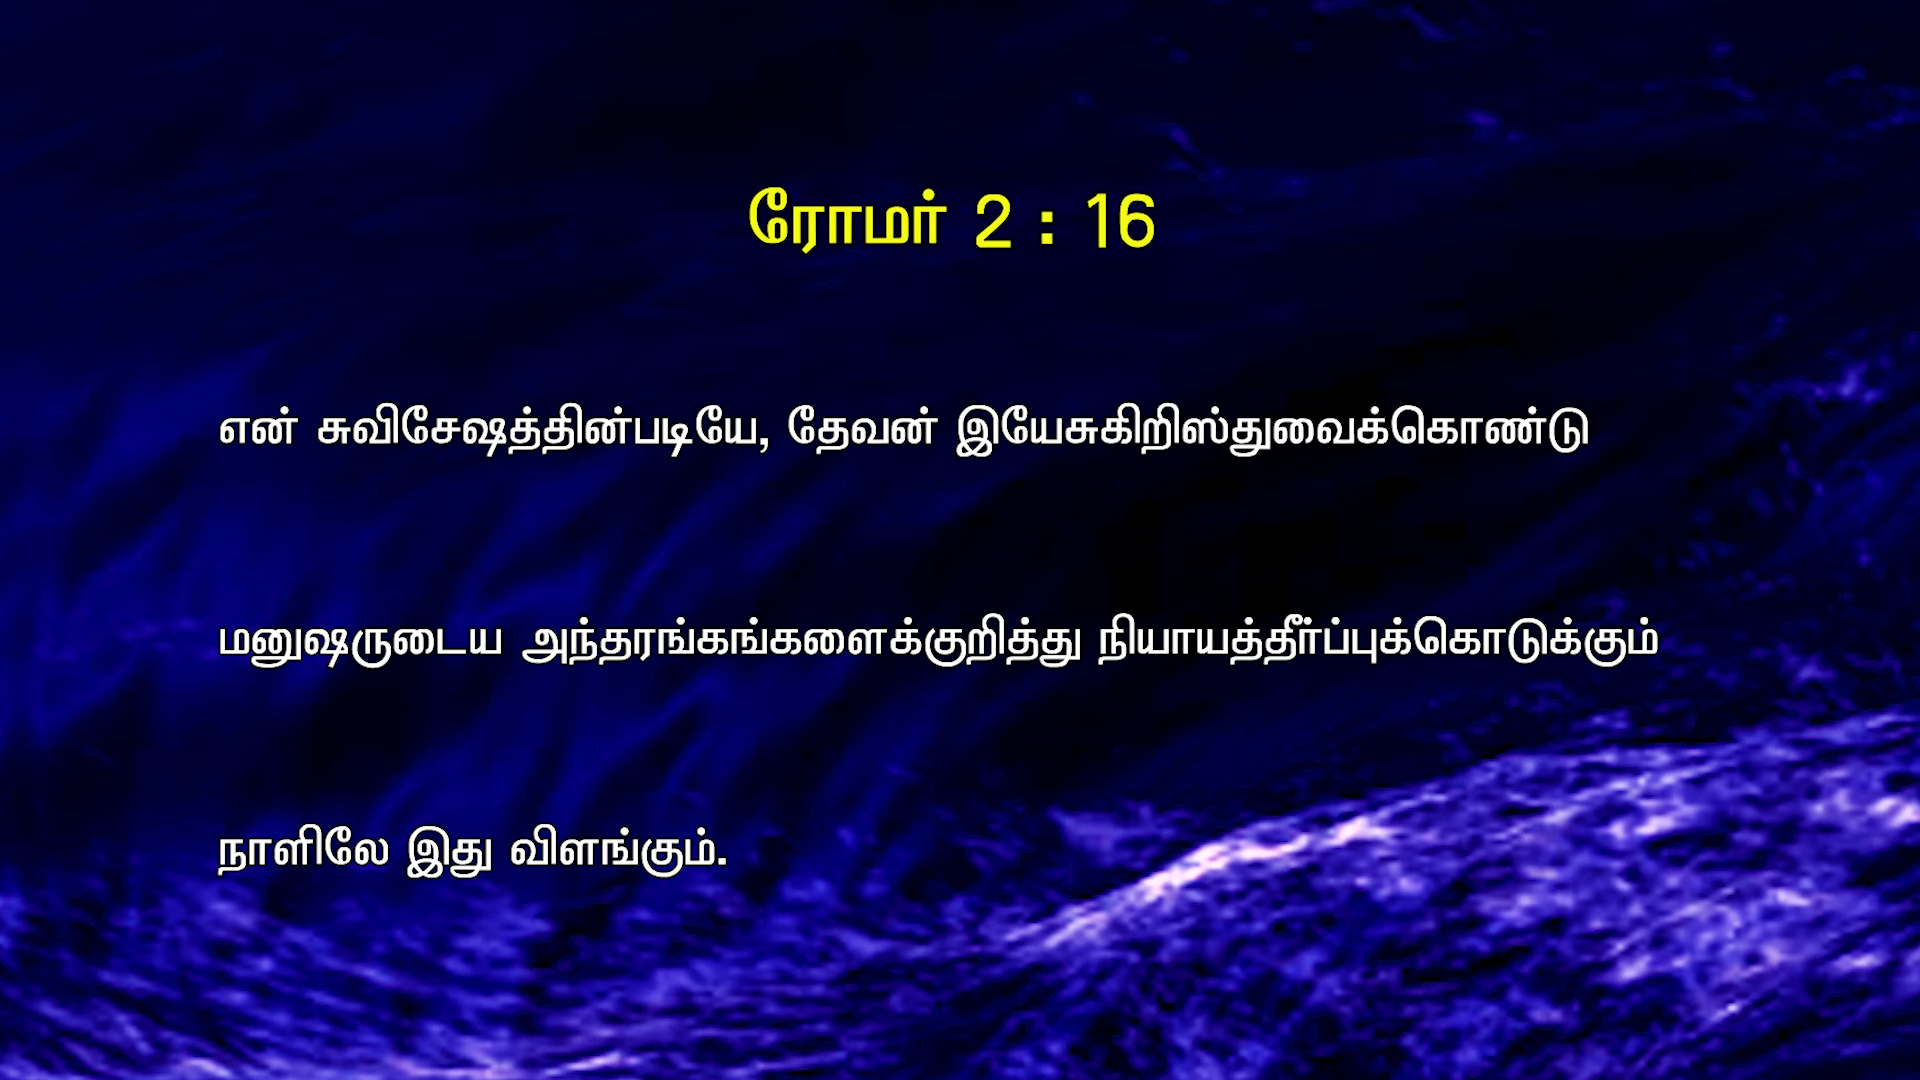 ரோமர் 2 : 16
என் சுவிசேஷத்தின்படியே, தேவன் இயேசுகிறிஸ்துவைக்கொண்டு
மனுஷருடைய அந்தரங்கங்களைக்குறித்து நியாயத்தீர்ப்புக்கொடுக்கும்
நாளிலே இது விளங்கும்.